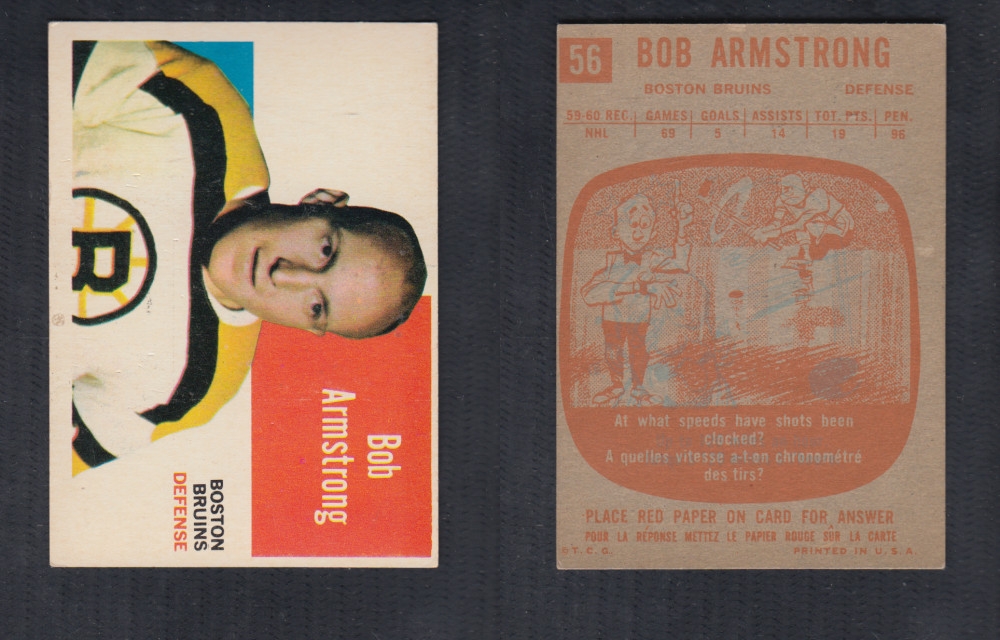 B
Bob
Armstrong
BOSTON
BRUINS
DEFENSE
56 BOB ARMSTRONG
BOSTON BRUINS DEFENSE
59-60 REC. GAMES GOALS ASSISTS TOT. PTS. PEN.
NHL 69 5 14 19 96
At what speeds have shots been
clocked?
A quelles vitesse a-t-on chronométré
des tirs?
PLACE RED PAPER ON CARD FOR ANSWER
POUR LA RÉPONSE METTEZ LE PAPIER ROUGE SÛR LA CARTE
© T. C. G. PRINTED IN U. S. A.